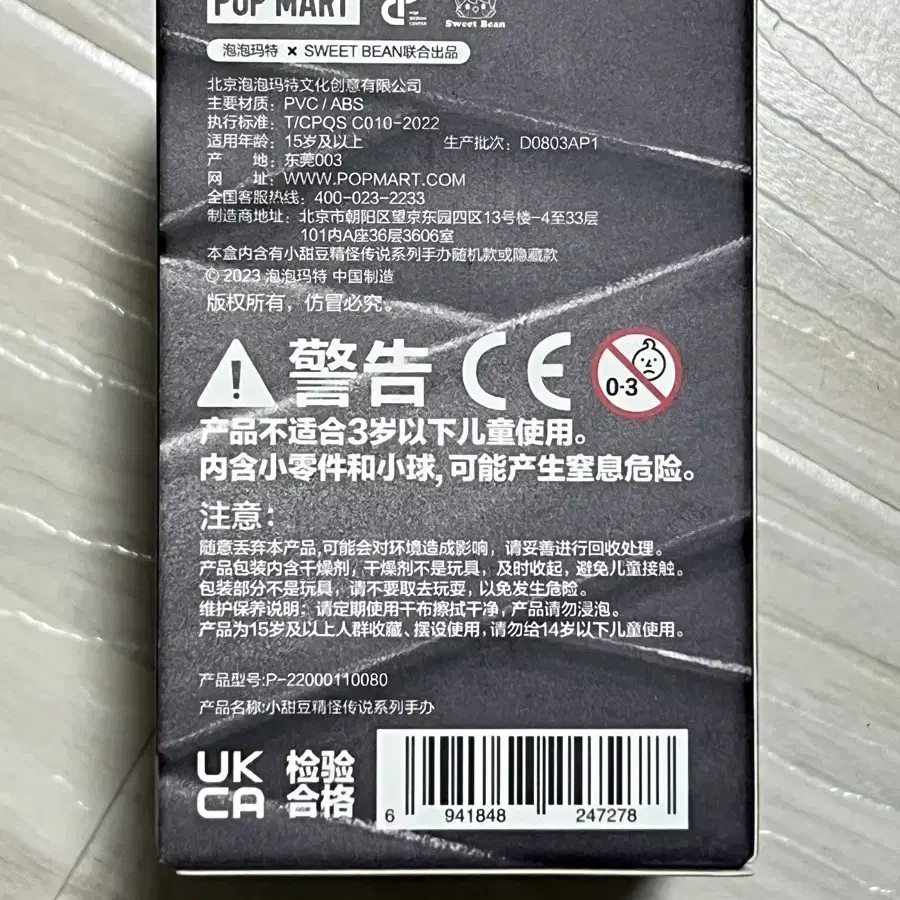 POP MART
Sweet Bean
泡泡玛特 × SWEET BEAN联合出品
北京泡泡玛特文化创意有限公司
主要材质：PVC / ABS
执行标准：T/CPQS C010-2022
适用年龄：15岁及以上 生产批次：D0803AP1
产 地：东莞003
网 址：WWW.POPMART.COM
全国客服热线：400-023-2233
制造商地址：北京市朝阳区望京东园四区13号楼-4至33层
101内A座36层3606室
本盒内含有小甜豆精怪传说系列手办随机款或隐藏款
© 2023 泡泡玛特 中国制造
版权所有，仿冒必究。
警告 CE 0-3
产品不适合3岁以下儿童使用。
内含小零件和小球，可能产生窒息危险。
注意：
随意丢弃本产品,可能会对环境造成影响，请妥善进行回收处理。
产品包装内含干燥剂，干燥剂不是玩具，及时收起，避免儿童接触。
包装部分不是玩具，请不要取去玩耍，以免发生危险。
维护保养说明：请定期使用干布擦拭干净，产品请勿浸泡。
产品为15岁及以上人群收藏、摆设使用，请勿给14岁以下儿童使用。
产品型号:P-22000110080
产品名称:小甜豆精怪传说系列手办
UK
CA
检验
合格
6 941848 247278